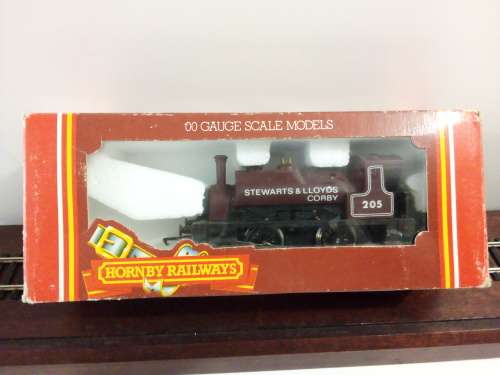 '00 GAUGE SCALE MODELS
STEWARTS & LLOYDS
CORBY
205
HORNBY RAILWAYS